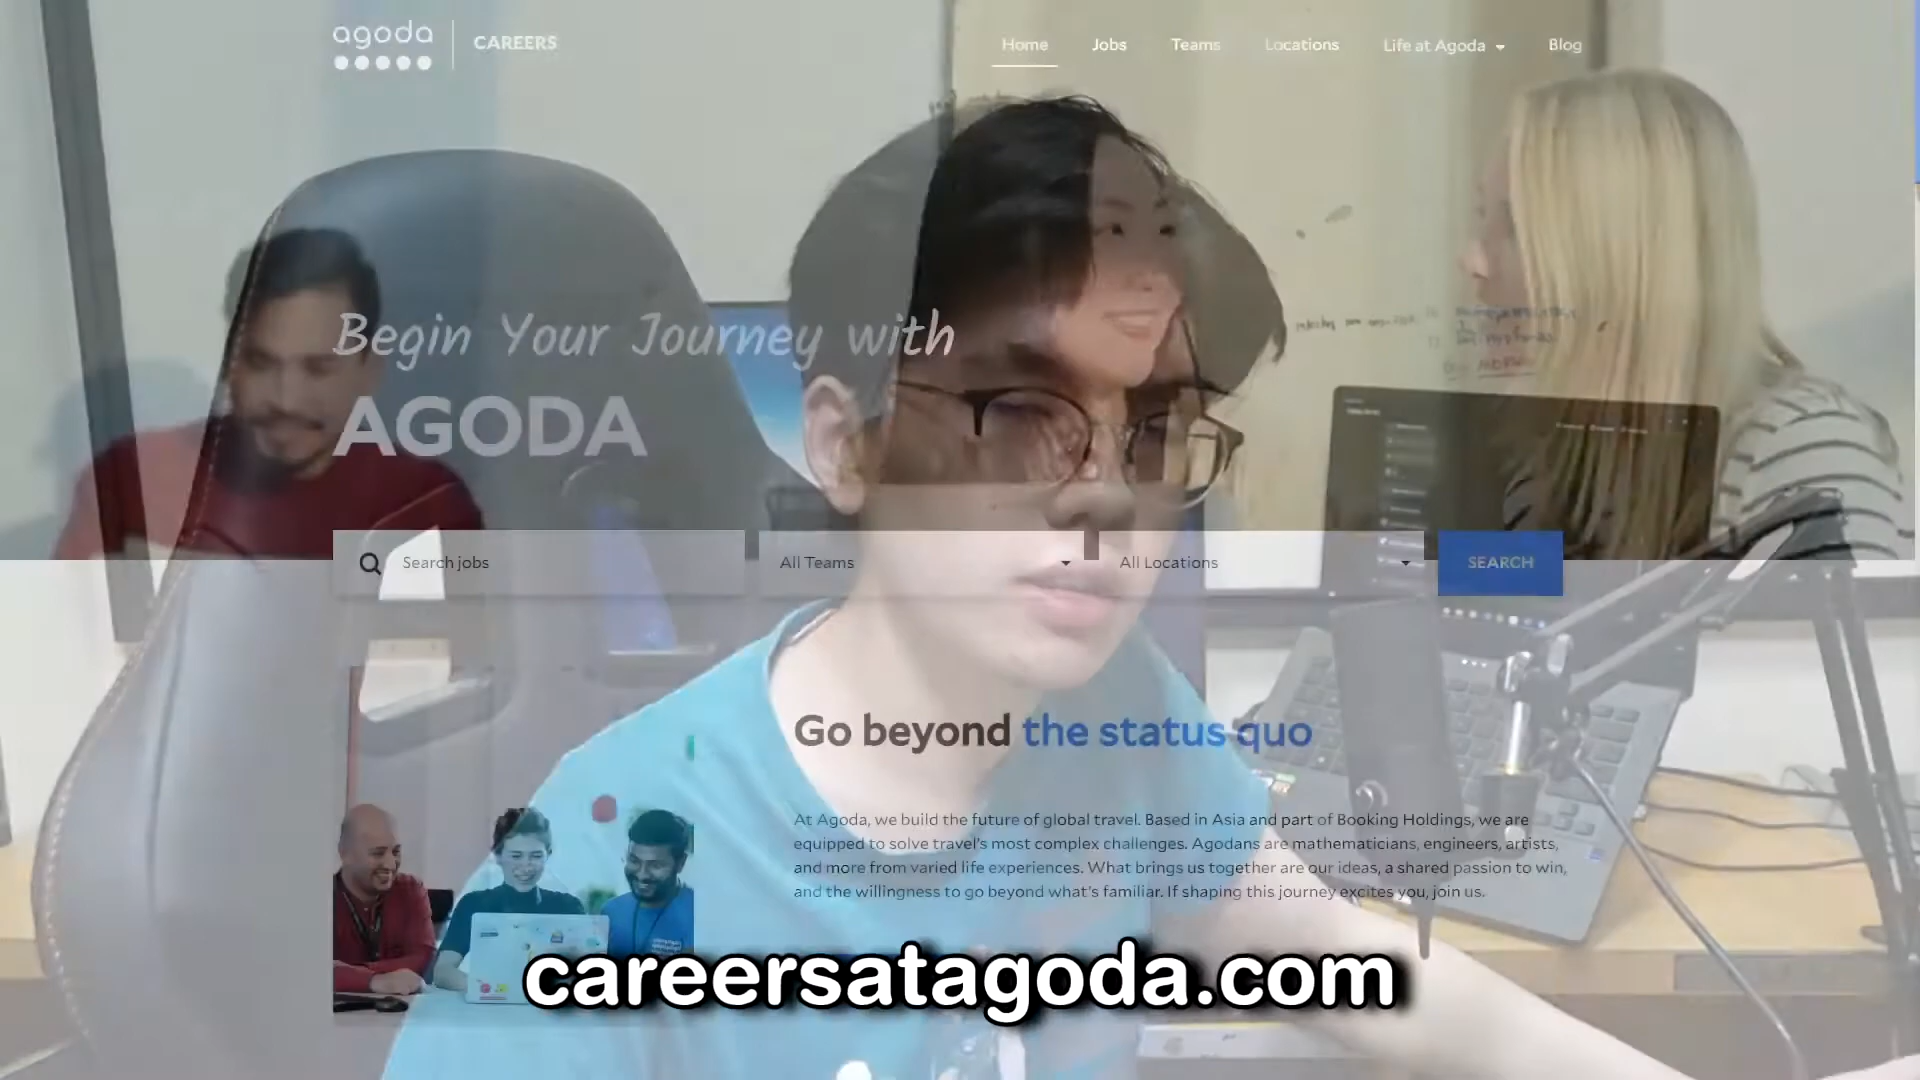 agoda
CAREERS
Home
Jobs
Teams
Locations
Life at Agoda
Blog
Begin Your Journey with
AGODA
Search jobs
All Teams
All Locations
SEARCH
Go beyond the status quo
At Agoda, we build the future of global travel. Based in Asia and part of Booking Holdings, we are
equipped to solve travel's most complex challenges. Agodans are mathematicians, engineers, artists,
and more from varied life experiences. What brings us together are our ideas, a shared passion to win,
and the willingness to go beyond what's familiar. If shaping this journey excites you, join us.
careersatagoda.com